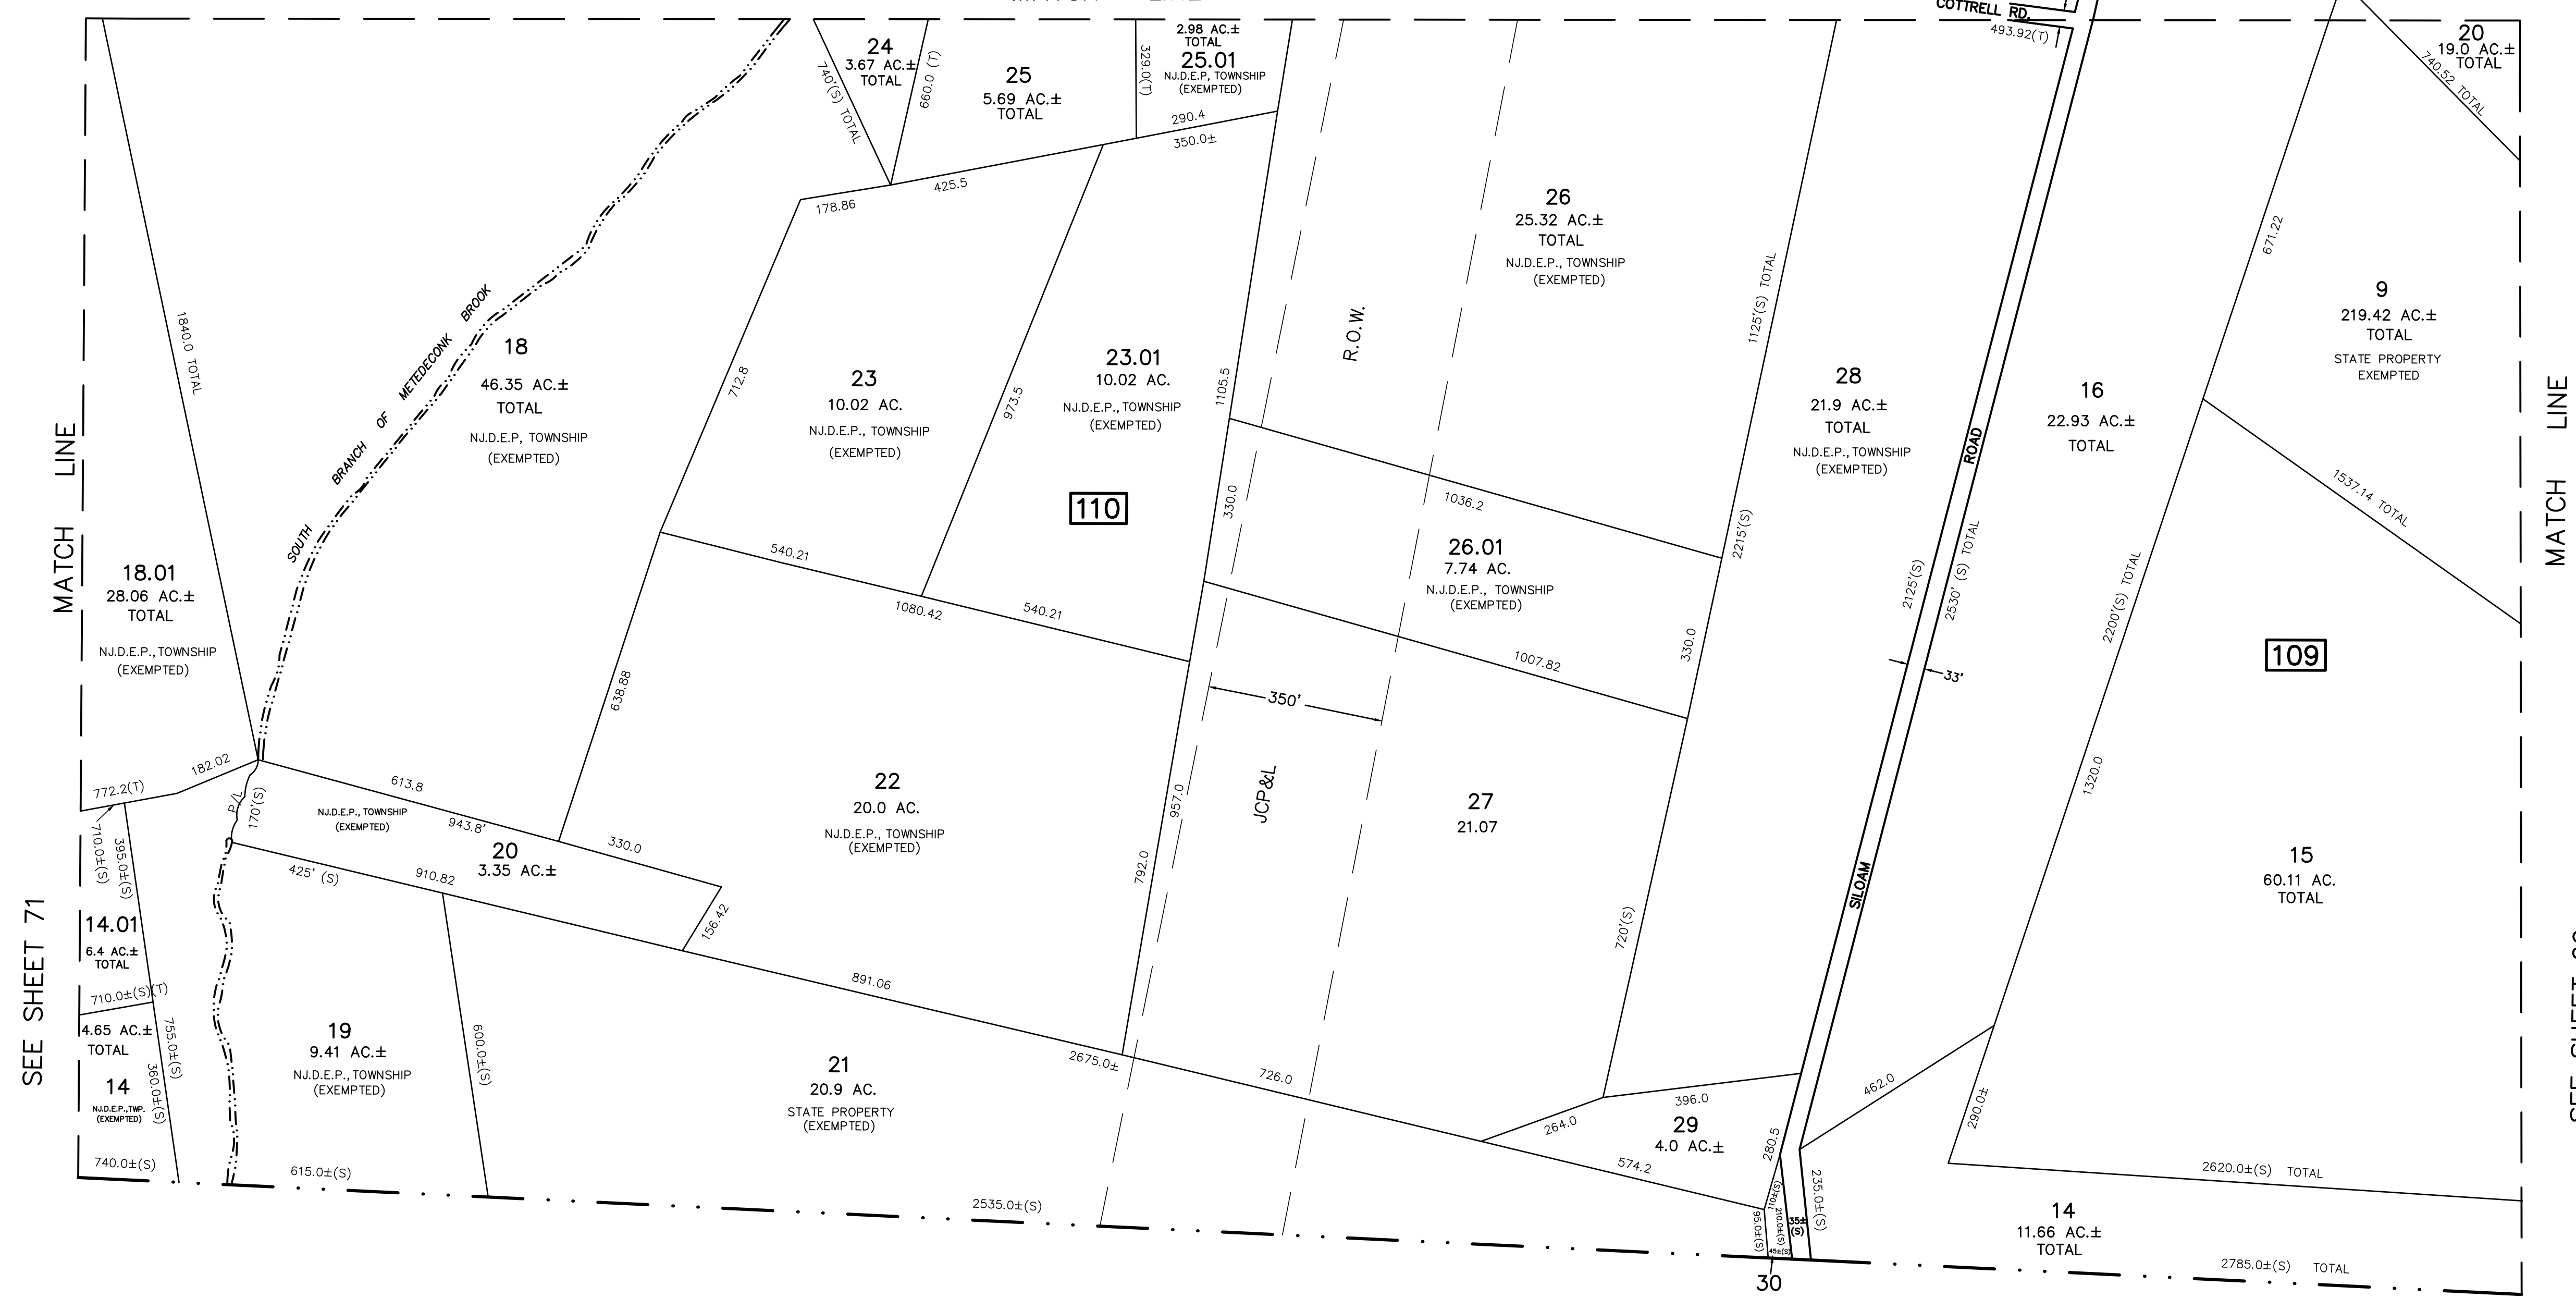 COTTRELL RD.
493.92(T)
24
3.67 AC.±
TOTAL
740'(S) TOTAL
660.0 (T)
25
5.69 AC.±
TOTAL
329.0(T)
2.98 AC.±
TOTAL
25.01
N.J.D.E.P., TOWNSHIP
(EXEMPTED)
290.4
350.0±
20
19.0 AC.±
TOTAL
740.52 TOTAL
178.86
425.5
26
25.32 AC.±
TOTAL
N.J.D.E.P., TOWNSHIP
(EXEMPTED)
1125'(S) TOTAL
671.22
9
219.42 AC.±
TOTAL
STATE PROPERTY
EXEMPTED
1840.0 TOTAL
SOUTH BRANCH OF METEDECONK BROOK
18
46.35 AC.±
TOTAL
N.J.D.E.P, TOWNSHIP
(EXEMPTED)
712.8
23
10.02 AC.
N.J.D.E.P., TOWNSHIP
(EXEMPTED)
973.5
23.01
10.02 AC.
N.J.D.E.P., TOWNSHIP
(EXEMPTED)
1105.5
R.O.W.
28
21.9 AC.±
TOTAL
N.J.D.E.P., TOWNSHIP
(EXEMPTED)
ROAD
16
22.93 AC.±
TOTAL
MATCH LINE
MATCH LINE
110
330.0
1036.2
2215'(S)
1537.14 TOTAL
18.01
28.06 AC.±
TOTAL
N.J.D.E.P., TOWNSHIP
(EXEMPTED)
540.21
1080.42
540.21
26.01
7.74 AC.
N.J.D.E.P., TOWNSHIP
(EXEMPTED)
1007.82
330.0
2125'(S)
2530' (S) TOTAL
2200'(S) TOTAL
109
33'
638.88
350'
772.2(T)
182.02
P/L
170'(S)
613.8
943.8'
N.J.D.E.P., TOWNSHIP
(EXEMPTED)
22
20.0 AC.
N.J.D.E.P., TOWNSHIP
(EXEMPTED)
957.0
JCP&L
27
21.07
1320.0
710.0±(S)
395.0±(S)
330.0
20
3.35 AC.±
425' (S)
910.82
156.42
792.0
720'(S)
SILOAM
15
60.11 AC.
TOTAL
14.01
6.4 AC.±
TOTAL
SEE SHEET 71
710.0±(S)(T)
891.06
19
9.41 AC.±
N.J.D.E.P., TOWNSHIP
(EXEMPTED)
600.0±(S)
21
20.9 AC.
STATE PROPERTY
(EXEMPTED)
2675.0±
726.0
4.65 AC.±
TOTAL
14
N.J.D.E.P.,TWP.
(EXEMPTED)
755.0±(S)
360.0±(S)
396.0
264.0
29
4.0 AC.±
574.2
280.5
462.0
290.0±
740.0±(S)
615.0±(S)
2535.0±(S)
110±(S)
95.0±(S)
210.0±(S)
35±
(S)
45±(S)
235.0±(S)
30
2620.0±(S) TOTAL
14
11.66 AC.±
TOTAL
2785.0±(S) TOTAL